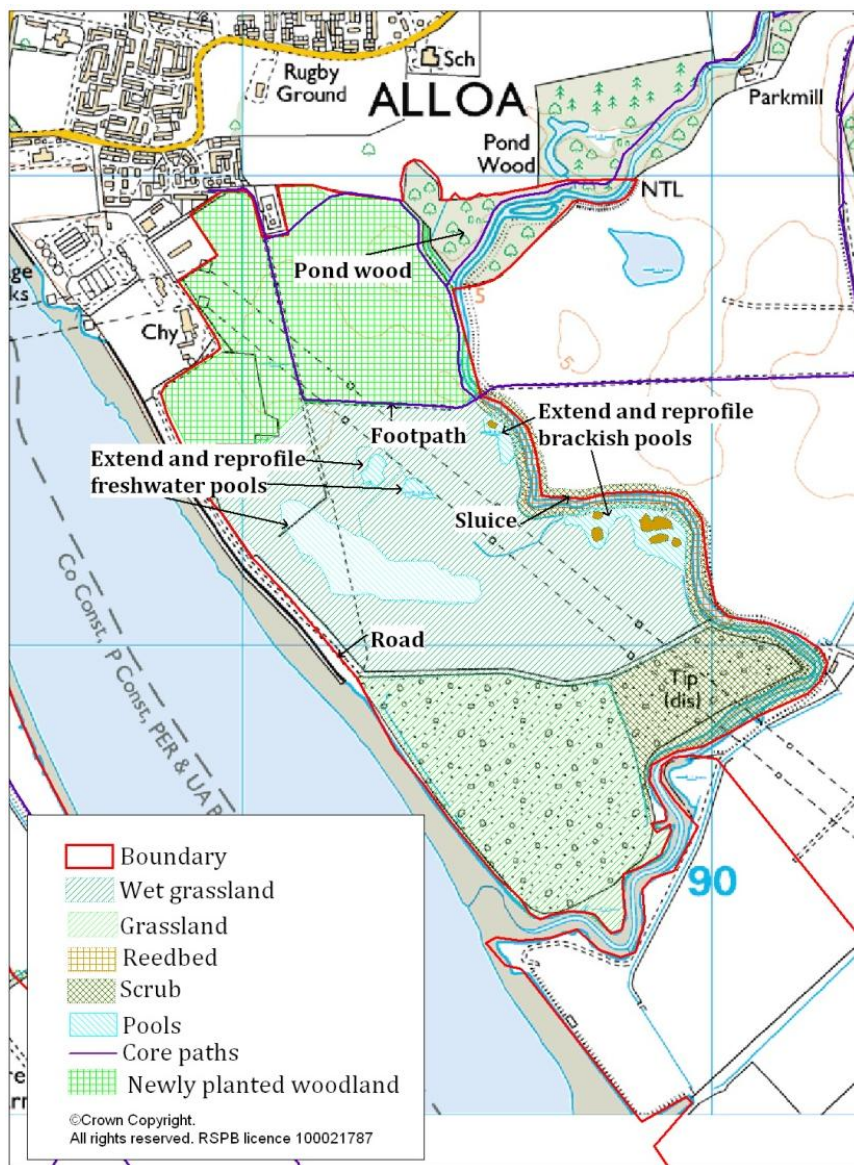 Sch
Rugby
Ground
ALLOA
Parkmill
Pond
Wood
NTL
Pond wood
5
5
Chy
Footpath
Extend and reprofile
brackish pools
Extend and reprofile
freshwater pools
Sluice
Road
Co Const, P Const, PER & UA
Tip
(dis)
90
Boundary
Wet grassland
Grassland
Reedbed
Scrub
Pools
Core paths
Newly planted woodland
©Crown Copyright.
All rights reserved. RSPB licence 100021787